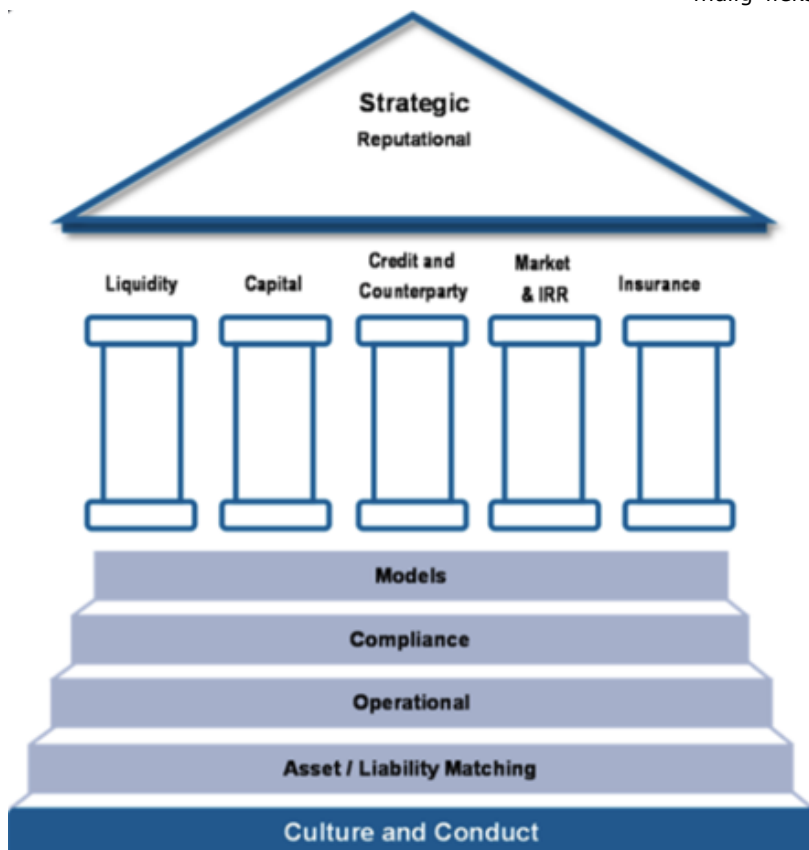 Strategic
Reputational
Liquidity
Capital
Credit and
Counterparty
Market
& IRR
Insurance
Models
Compliance
Operational
Asset / Liability Matching
Culture and Conduct